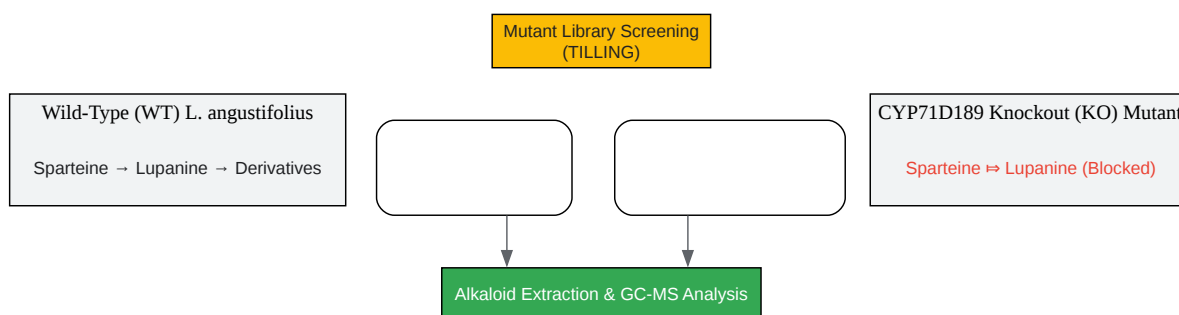 Mutant Library Screening
(TILLING)
Wild-Type (WT) L. angustifolius
Sparteine → Lupanine → Derivatives
CYP71D189 Knockout (KO) Mutant
Sparteine ⤇ Lupanine (Blocked)
Alkaloid Extraction & GC-MS Analysis